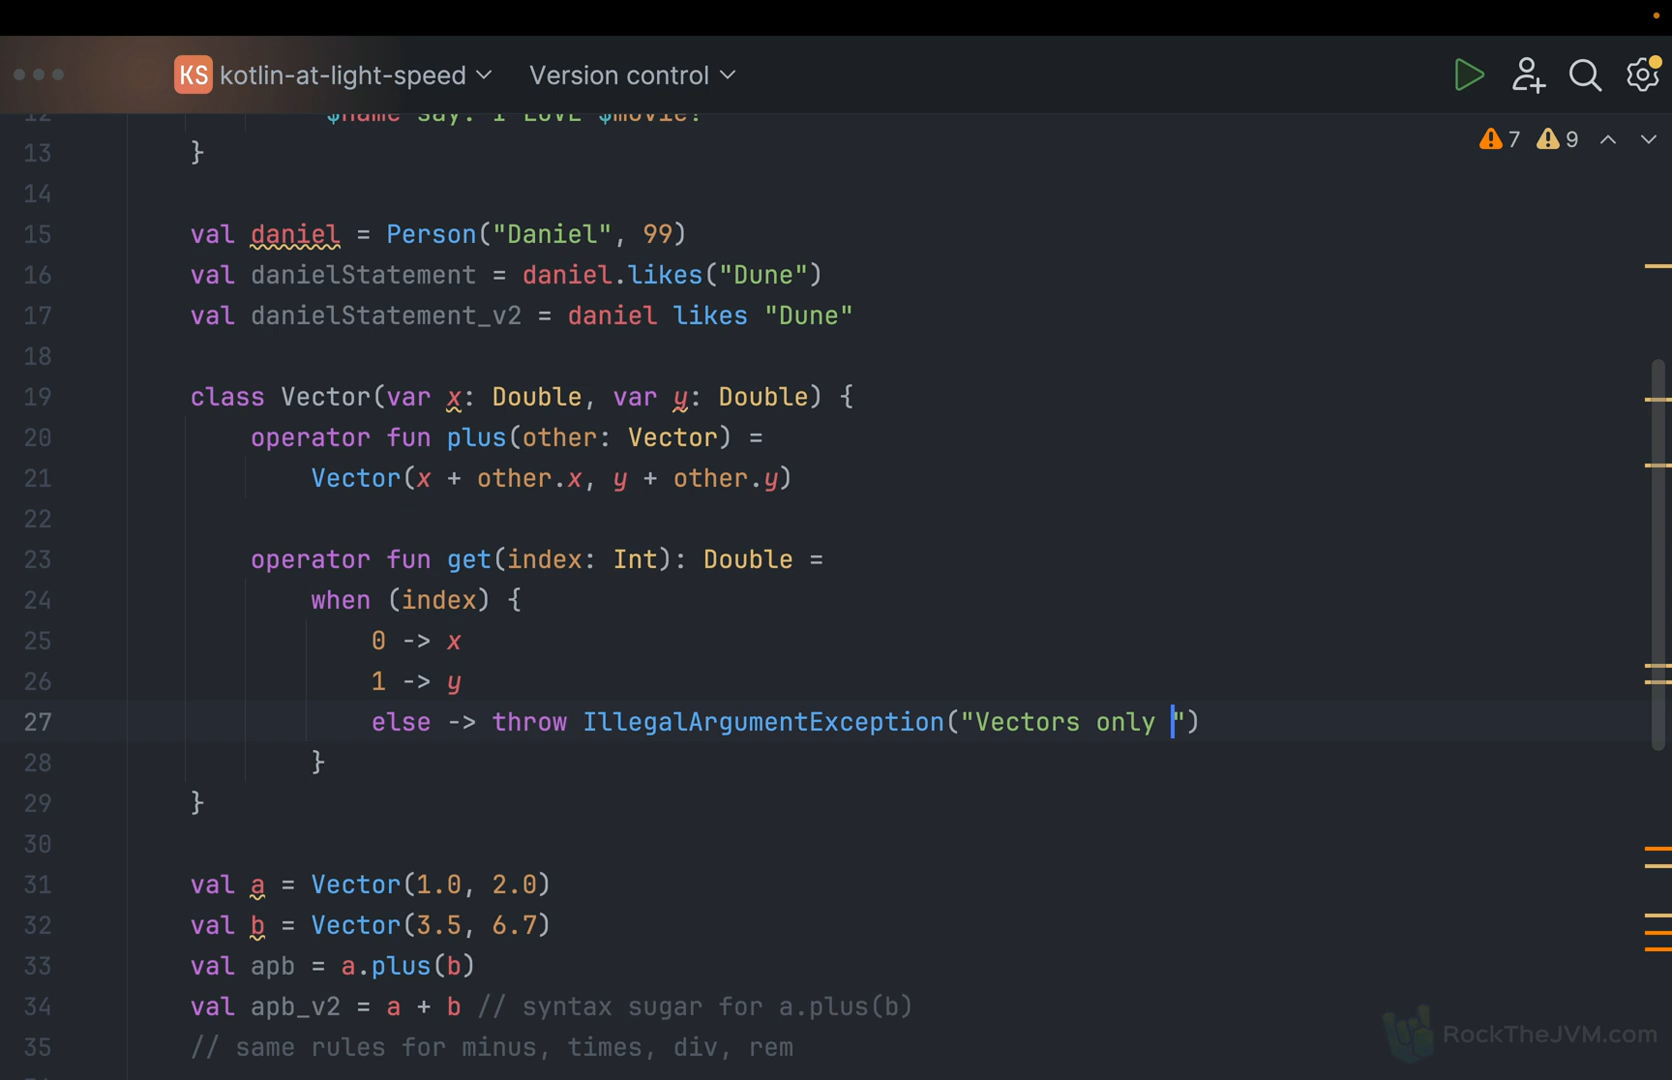 KS kotlin-at-light-speed Version control
7 9
12 $name say: I LOVE $movie!
13 }
14
15 val daniel = Person("Daniel", 99)
16 val danielStatement = daniel.likes("Dune")
17 val danielStatement_v2 = daniel likes "Dune"
18
19 class Vector(var x: Double, var y: Double) {
20 operator fun plus(other: Vector) =
21 Vector(x + other.x, y + other.y)
22
23 operator fun get(index: Int): Double =
24 when (index) {
25 0 -> x
26 1 -> y
27 else -> throw IllegalArgumentException("Vectors only ")
28 }
29 }
30
31 val a = Vector(1.0, 2.0)
32 val b = Vector(3.5, 6.7)
33 val apb = a.plus(b)
34 val apb_v2 = a + b // syntax sugar for a.plus(b)
35 // same rules for minus, times, div, rem
RockTheJVM.com